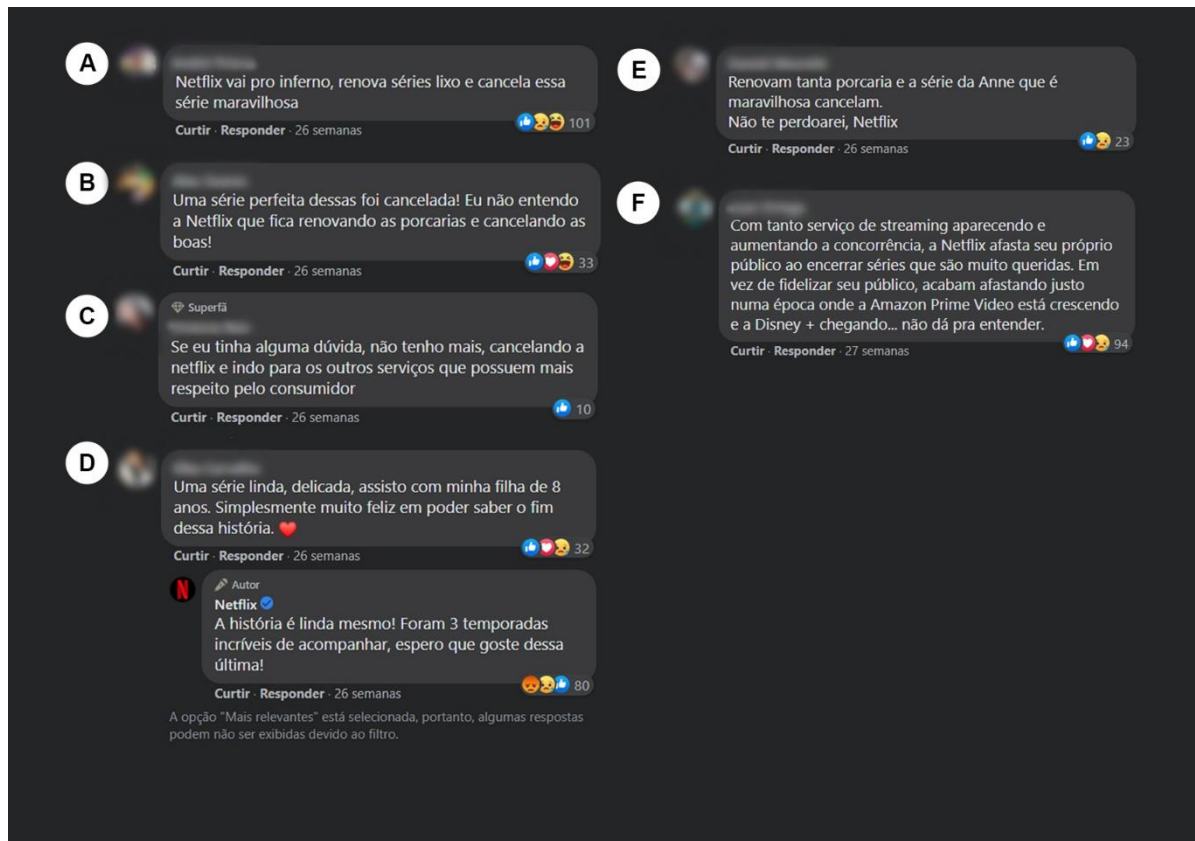 A
Netflix vai pro inferno, renova séries lixo e cancela essa
série maravilhosa
Curtir · Responder · 26 semanas
101
B
Uma série perfeita dessas foi cancelada! Eu não entendo
a Netflix que fica renovando as porcarias e cancelando as
boas!
Curtir · Responder · 26 semanas
33
C
Superfã
Se eu tinha alguma dúvida, não tenho mais, cancelando a
netflix e indo para os outros serviços que possuem mais
respeito pelo consumidor
Curtir · Responder · 26 semanas
10
D
Uma série linda, delicada, assisto com minha filha de 8
anos. Simplesmente muito feliz em poder saber o fim
dessa história. ❤️
Curtir · Responder · 26 semanas
32
N
Autor
Netflix
A história é linda mesmo! Foram 3 temporadas
incríveis de acompanhar, espero que goste dessa
última!
Curtir · Responder · 26 semanas
80
A opção "Mais relevantes" está selecionada, portanto, algumas respostas
podem não ser exibidas devido ao filtro.
E
Renovam tanta porcaria e a série da Anne que é
maravilhosa cancelam.
Não te perdoarei, Netflix
Curtir · Responder · 26 semanas
23
F
Com tanto serviço de streaming aparecendo e
aumentando a concorrência, a Netflix afasta seu próprio
público ao encerrar séries que são muito queridas. Em
vez de fidelizar seu público, acabam afastando justo
numa época onde a Amazon Prime Video está crescendo
e a Disney + chegando... não dá pra entender.
Curtir · Responder · 27 semanas
94